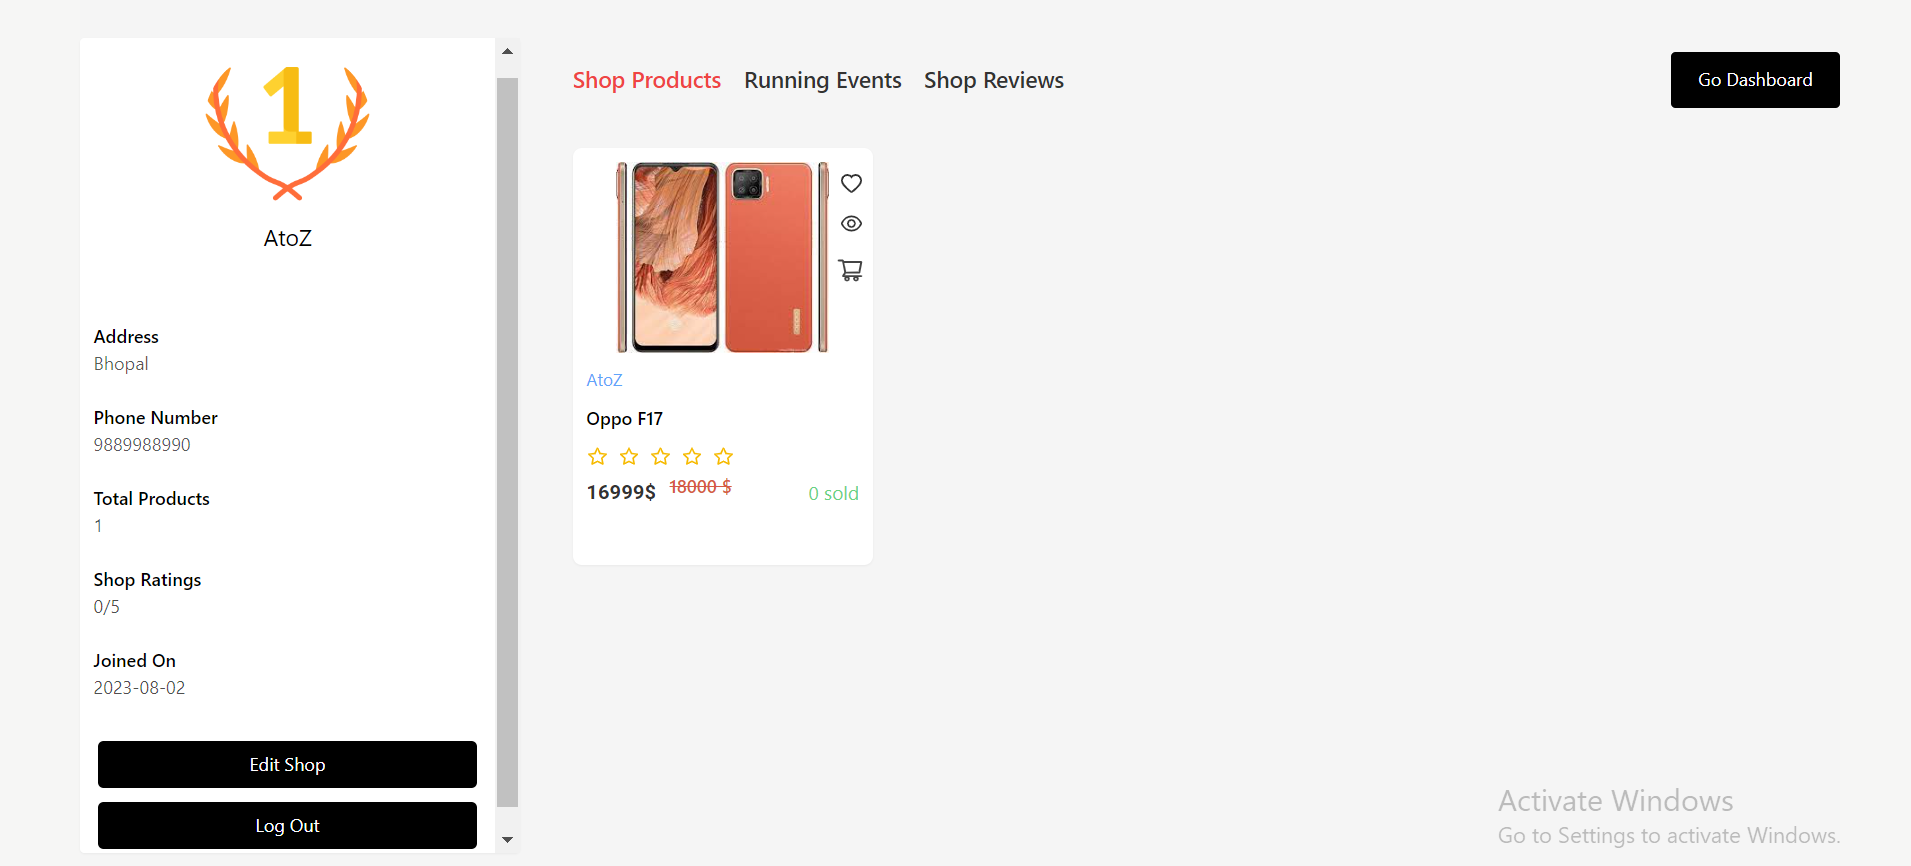 1
AtoZ
Address
Bhopal
Phone Number
9889988990
Total Products
1
Shop Ratings
0/5
Joined On
2023-08-02
Edit Shop
Log Out
Shop Products Running Events Shop Reviews
Go Dashboard
AtoZ
Oppo F17
16999$ 18000 $ 0 sold
Activate Windows
Go to Settings to activate Windows.